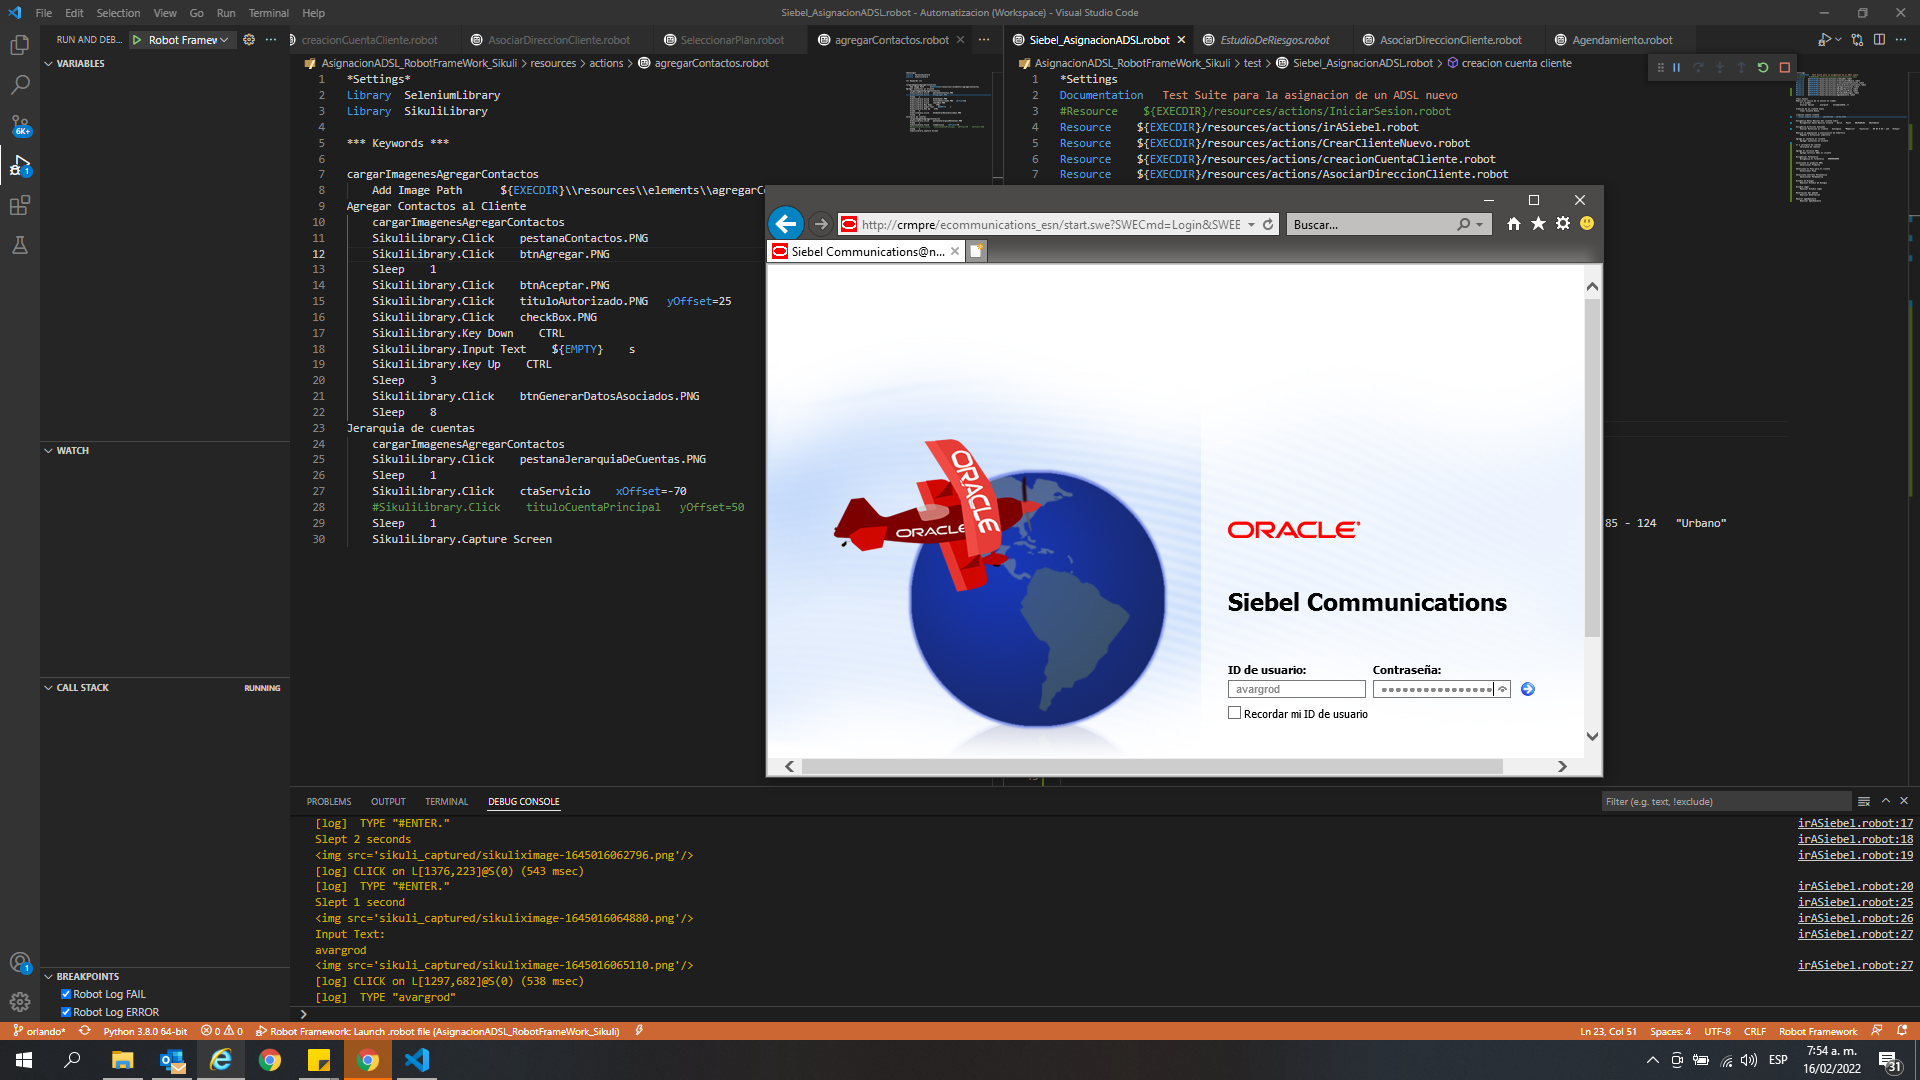 File Edit Selection View Go Run Terminal Help
Siebel_AsignacionADSL.robot - Automatizacion (Workspace) - Visual Studio Code
RUN AND DEB... Robot Framew
creacionCuentaCliente.robot AsociarDireccionCliente.robot SeleccionarPlan.robot agregarContactos.robot
Siebel_AsignacionADSL.robot EstudioDeRiesgos.robot AsociarDireccionCliente.robot Agendamiento.robot
AsignacionADSL_RobotFrameWork_Sikuli > resources > actions > agregarContactos.robot
AsignacionADSL_RobotFrameWork_Sikuli > test > Siebel_AsignacionADSL.robot > creacion cuenta cliente
VARIABLES
WATCH
CALL STACK RUNNING
BREAKPOINTS
Robot Log FAIL
Robot Log ERROR
6K+
1
1
1 *Settings*
2 Library SeleniumLibrary
3 Library SikuliLibrary
4
5 *** Keywords ***
6
7 cargarImagenesAgregarContactos
8 Add Image Path ${EXECDIR}\\resources\\elements\\agregarCo
9 Agregar Contactos al Cliente
10 cargarImagenesAgregarContactos
11 SikuliLibrary.Click pestanaContactos.PNG
12 SikuliLibrary.Click btnAgregar.PNG
13 Sleep 1
14 SikuliLibrary.Click btnAceptar.PNG
15 SikuliLibrary.Click tituloAutorizado.PNG yOffset=25
16 SikuliLibrary.Click checkBox.PNG
17 SikuliLibrary.Key Down CTRL
18 SikuliLibrary.Input Text ${EMPTY} s
19 SikuliLibrary.Key Up CTRL
20 Sleep 3
21 SikuliLibrary.Click btnGenerarDatosAsociados.PNG
22 Sleep 8
23 Jerarquia de cuentas
24 cargarImagenesAgregarContactos
25 SikuliLibrary.Click pestanaJerarquiaDeCuentas.PNG
26 Sleep 1
27 SikuliLibrary.Click ctaServicio xOffset=-70
28 #SikuliLibrary.Click tituloCuentaPrincipal yOffset=50
29 Sleep 1
30 SikuliLibrary.Capture Screen
1 *Settings
2 Documentation Test Suite para la asignacion de un ADSL nuevo
3 #Resource ${EXECDIR}/resources/actions/IniciarSesion.robot
4 Resource ${EXECDIR}/resources/actions/irASiebel.robot
5 Resource ${EXECDIR}/resources/actions/CrearClienteNuevo.robot
6 Resource ${EXECDIR}/resources/actions/creacionCuentaCliente.robot
7 Resource ${EXECDIR}/resources/actions/AsociarDireccionCliente.robot
85 - 124 "Urbano"
http://crmpre/ecommunications_esn/start.swe?SWECmd=Login&SWEE
Buscar...
Siebel Communications@n...
ORACLE
ORACLE
ORACLE
ORACLE
Siebel Communications
ID de usuario: Contraseña:
avargrod
Recordar mi ID de usuario
PROBLEMS OUTPUT TERMINAL DEBUG CONSOLE
Filter (e.g. text, !exclude)
[log] TYPE "#ENTER." irASiebel.robot:17
Slept 2 seconds irASiebel.robot:18
<img src='sikuli_captured/sikuliximage-1645016062796.png'/> irASiebel.robot:19
[log] CLICK on L[1376,223]@S(0) (543 msec)
[log] TYPE "#ENTER." irASiebel.robot:20
Slept 1 second irASiebel.robot:25
<img src='sikuli_captured/sikuliximage-1645016064880.png'/> irASiebel.robot:26
Input Text: irASiebel.robot:27
avargrod
<img src='sikuli_captured/sikuliximage-1645016065110.png'/> irASiebel.robot:27
[log] CLICK on L[1297,682]@S(0) (538 msec)
[log] TYPE "avargrod"
orlando* Python 3.8.0 64-bit 0 0 Robot Framework: Launch .robot file (AsignacionADSL_RobotFrameWork_Sikuli)
Ln 23, Col 51 Spaces: 4 UTF-8 CRLF Robot Framework
ESP
7:54 a. m.
16/02/2022
31